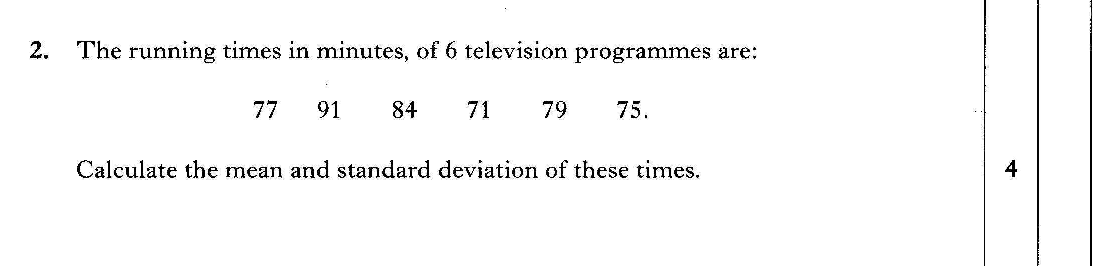 2. The running times in minutes, of 6 television programmes are:
77 91 84 71 79 75.
Calculate the mean and standard deviation of these times.
4